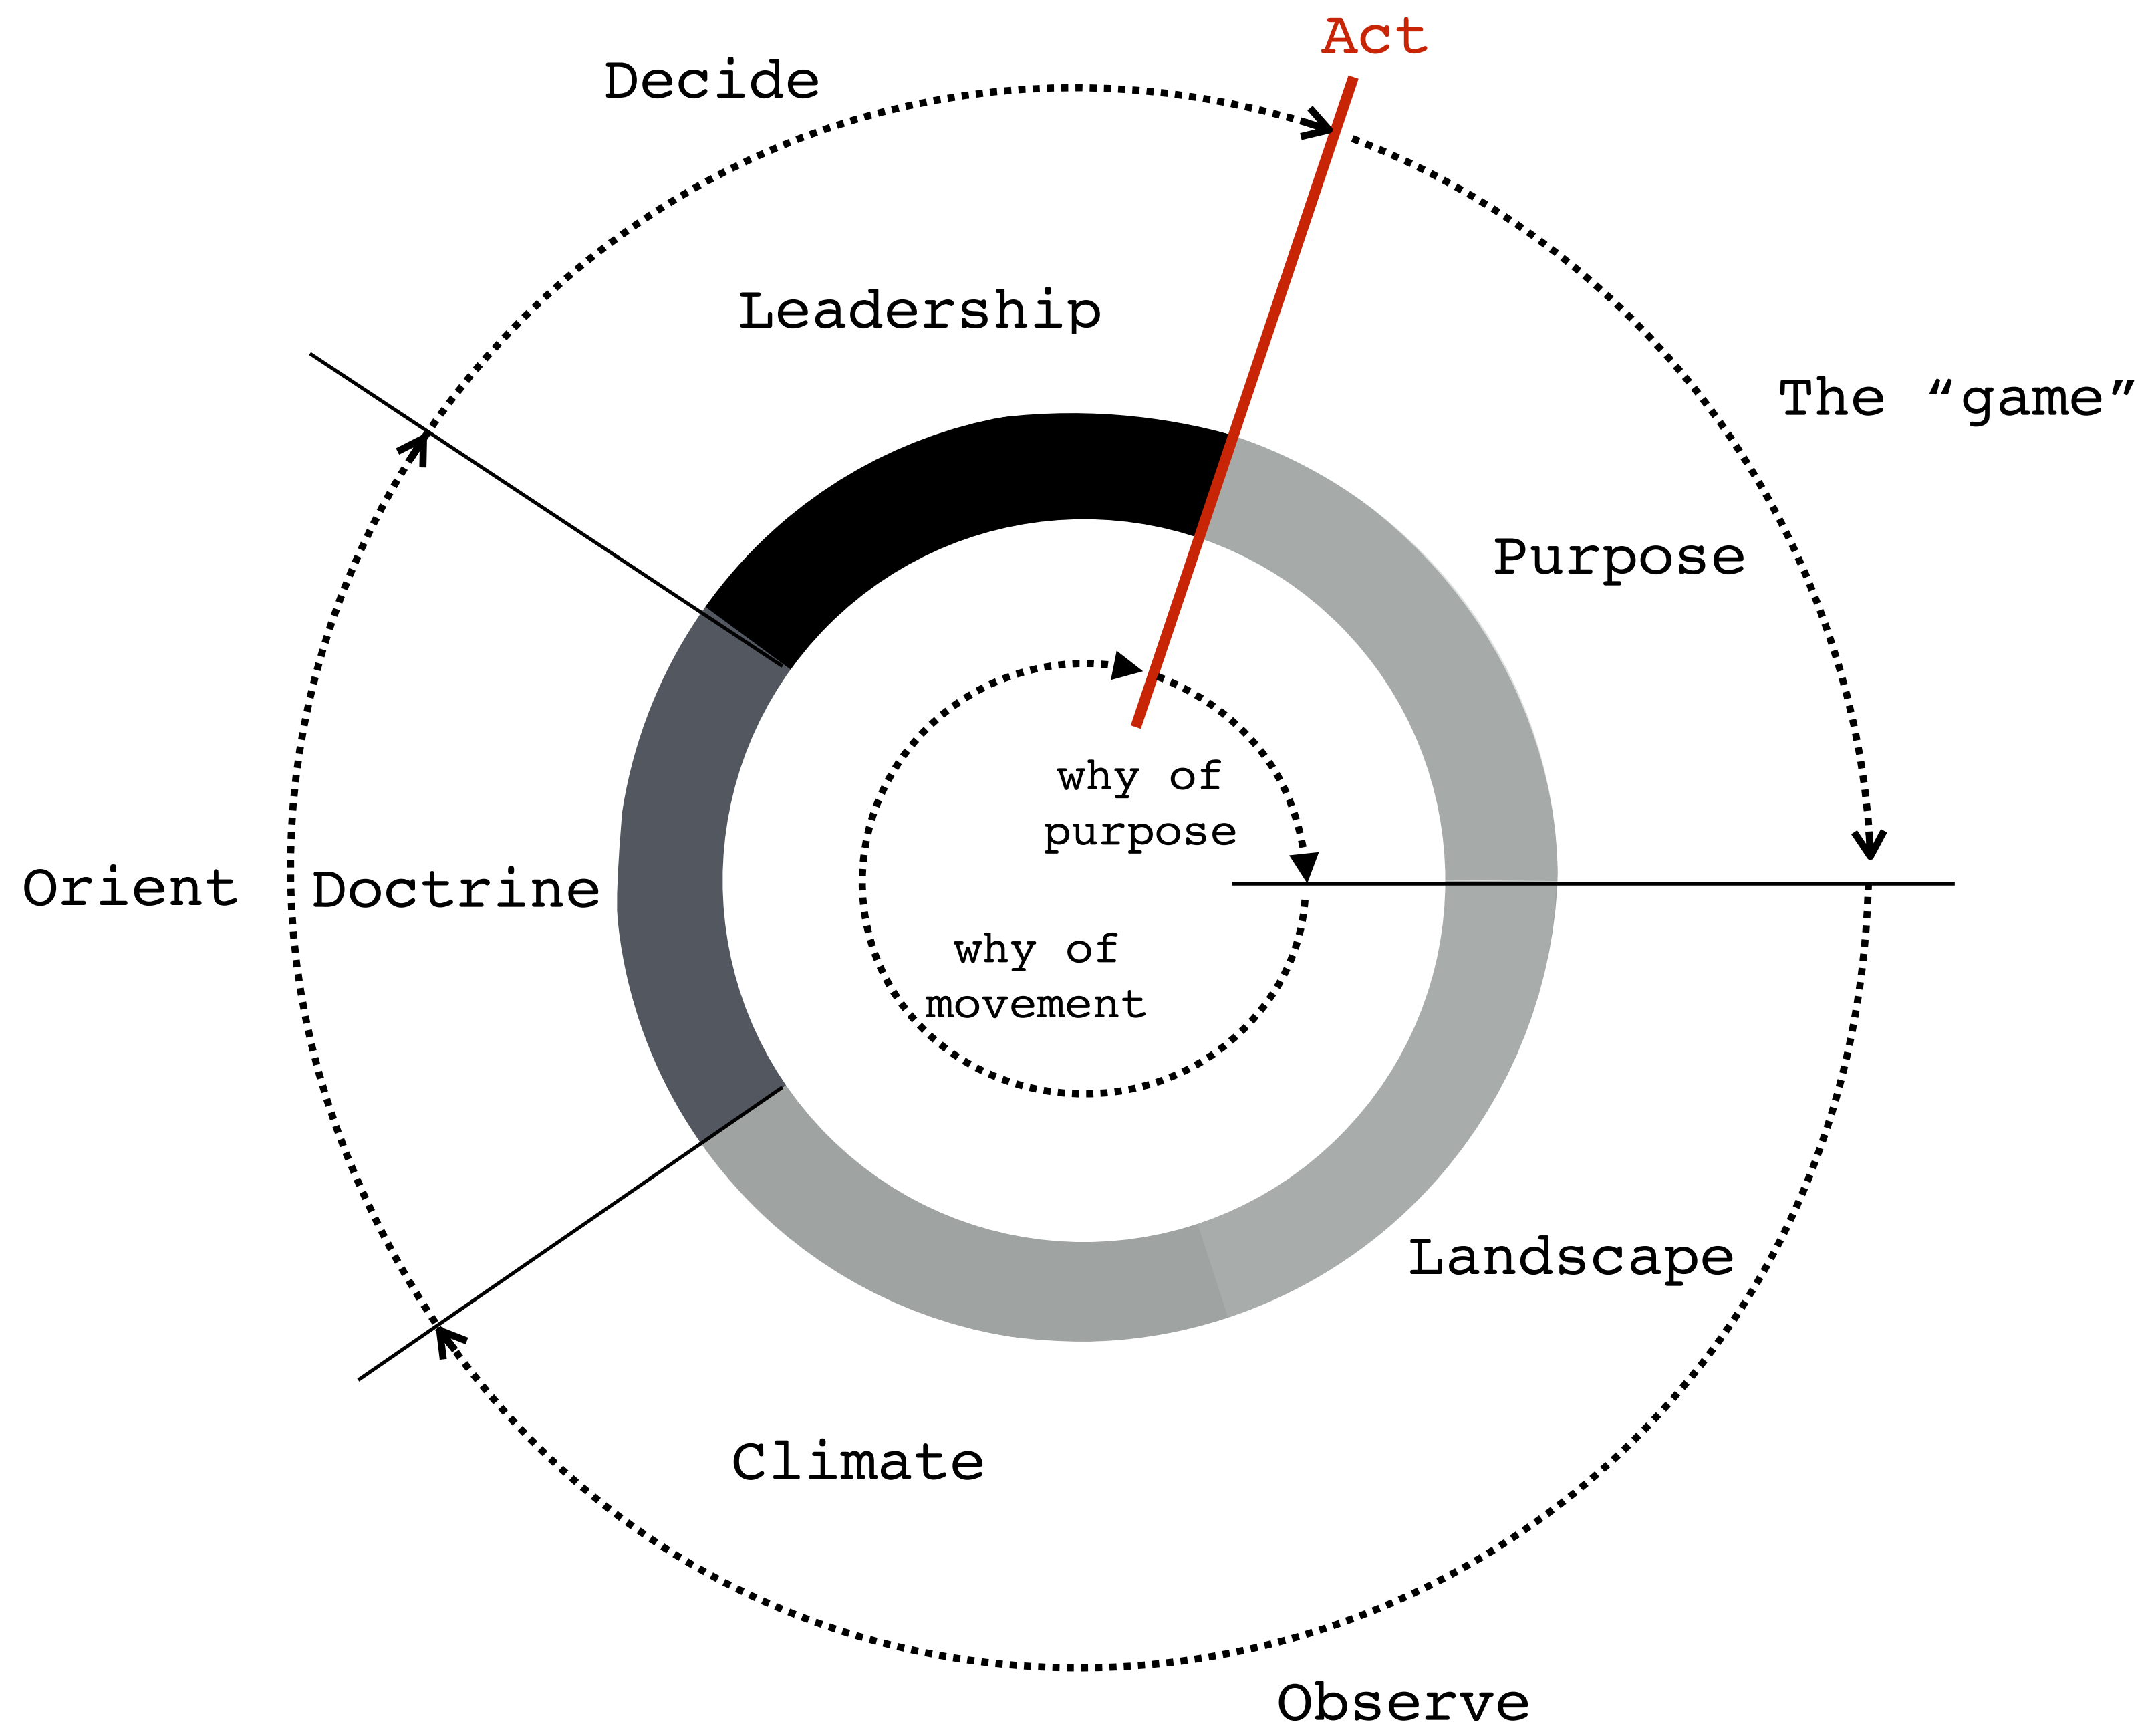 Act
Decide
Leadership
The “game”
Purpose
why of
purpose
Orient
Doctrine
why of
movement
Landscape
Climate
Observe